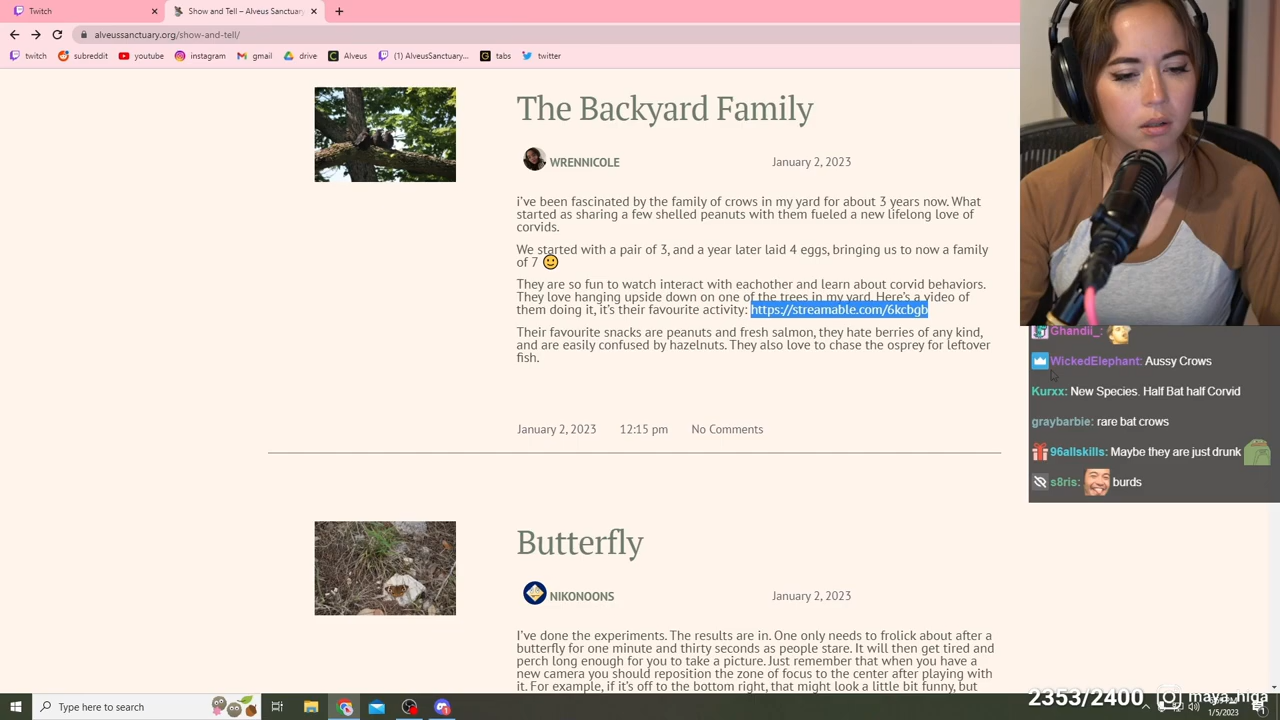 Twitch
Show and Tell – Alveus Sanctuary
alveussanctuary.org/show-and-tell/
twitch
subreddit
youtube
instagram
gmail
drive
Alveus
(1) AlveusSanctuary...
tabs
twitter
The Backyard Family
WRENNICOLE
January 2, 2023
i've been fascinated by the family of crows in my yard for about 3 years now. What
started as sharing a few shelled peanuts with them fueled a new lifelong love of
corvids.
We started with a pair of 3, and a year later laid 4 eggs, bringing us to now a family
of 7 🙂
They are so fun to watch interact with eachother and learn about corvid behaviors.
They love hanging upside down on one of the trees in my yard. Here's a video of
them doing it, it's their favourite activity: https://streamable.com/6kcbgb
Their favourite snacks are peanuts and fresh salmon, they hate berries of any kind,
and are easily confused by hazelnuts. They also love to chase the osprey for leftover
fish.
January 2, 2023
12:15 pm
No Comments
Butterfly
NIKONOONS
January 2, 2023
I've done the experiments. The results are in. One only needs to frolick about after a
butterfly for one minute and thirty seconds as people stare. It will then get tired and
perch long enough for you to take a picture. Just remember that when you have a
new camera you should reposition the zone of focus to the center after playing with
it. For example, if it's off to the bottom right, that might look a little bit funny, but
Ghandii_:
WickedElephant: Aussy Crows
Kurxx: New Species. Half Bat half Corvid
graybarbie: rare bat crows
96allskills: Maybe they are just drunk
s8ris: burds
Type here to search
2353/2400
maya_higa
1/5/2023